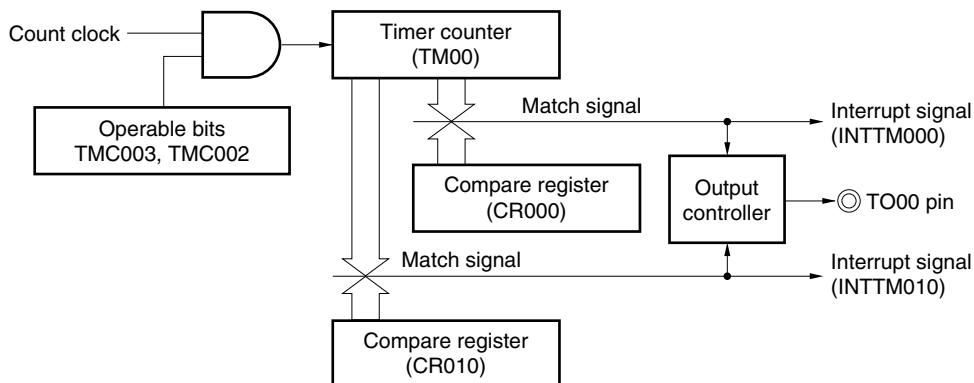 Count clock
Timer counter
(TM00)
Operable bits
TMC003, TMC002
Match signal
Interrupt signal
(INTTM000)
Compare register
(CR000)
Output
controller
TO00 pin
Match signal
Interrupt signal
(INTTM010)
Compare register
(CR010)